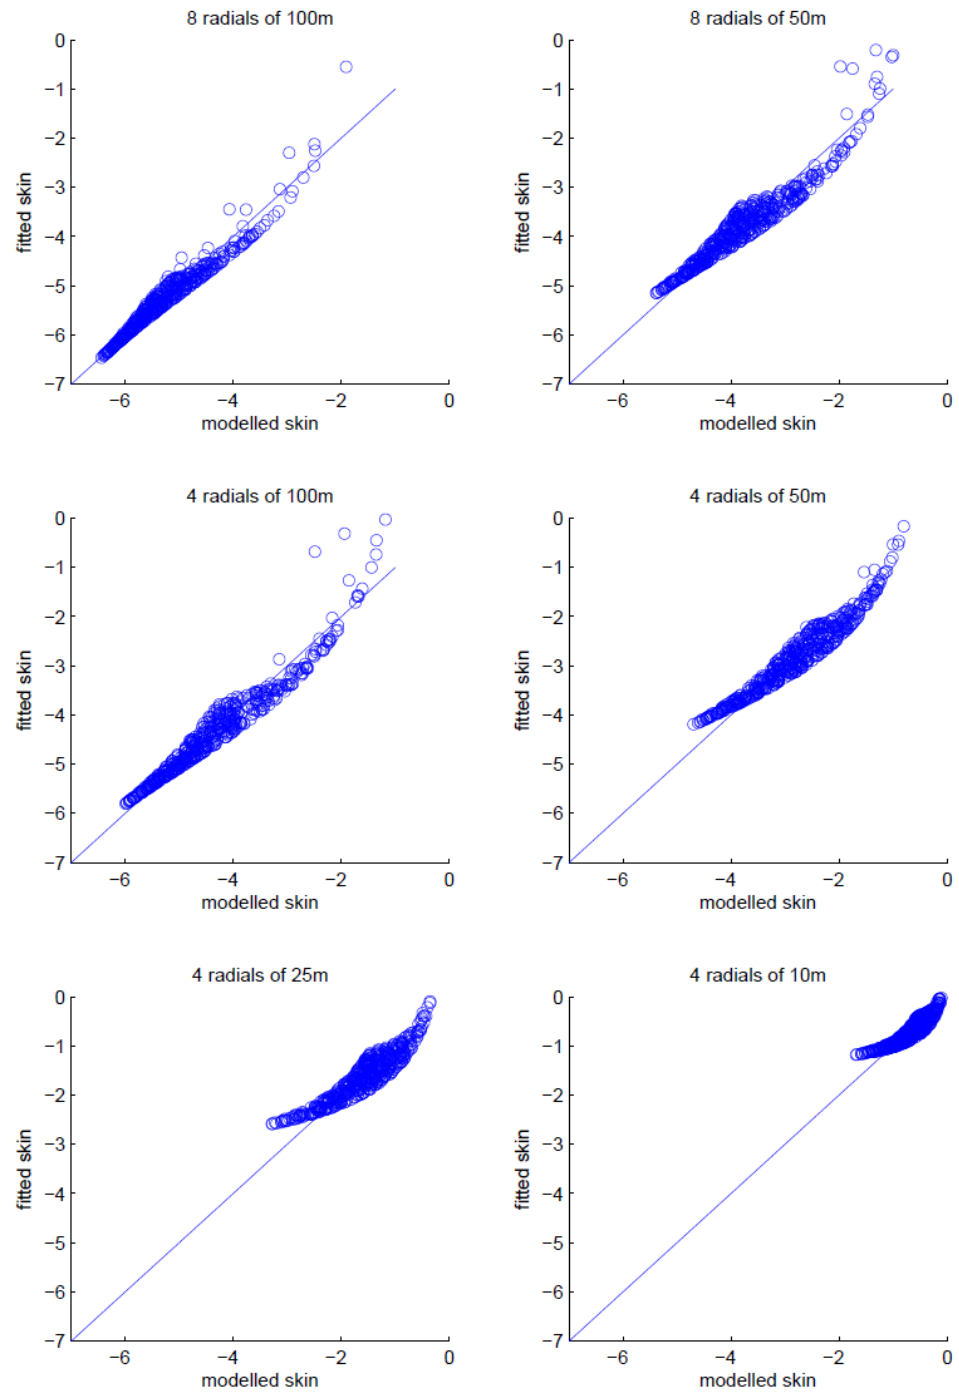 8 radials of 100m
0
−1
−2
−3
−4
−5
−6
−7
fitted skin
−6 −4 −2 0
modelled skin
8 radials of 50m
0
−1
−2
−3
−4
−5
−6
−7
fitted skin
−6 −4 −2 0
modelled skin
4 radials of 100m
0
−1
−2
−3
−4
−5
−6
−7
fitted skin
−6 −4 −2 0
modelled skin
4 radials of 50m
0
−1
−2
−3
−4
−5
−6
−7
fitted skin
−6 −4 −2 0
modelled skin
4 radials of 25m
0
−1
−2
−3
−4
−5
−6
−7
fitted skin
−6 −4 −2 0
modelled skin
4 radials of 10m
0
−1
−2
−3
−4
−5
−6
−7
fitted skin
−6 −4 −2 0
modelled skin